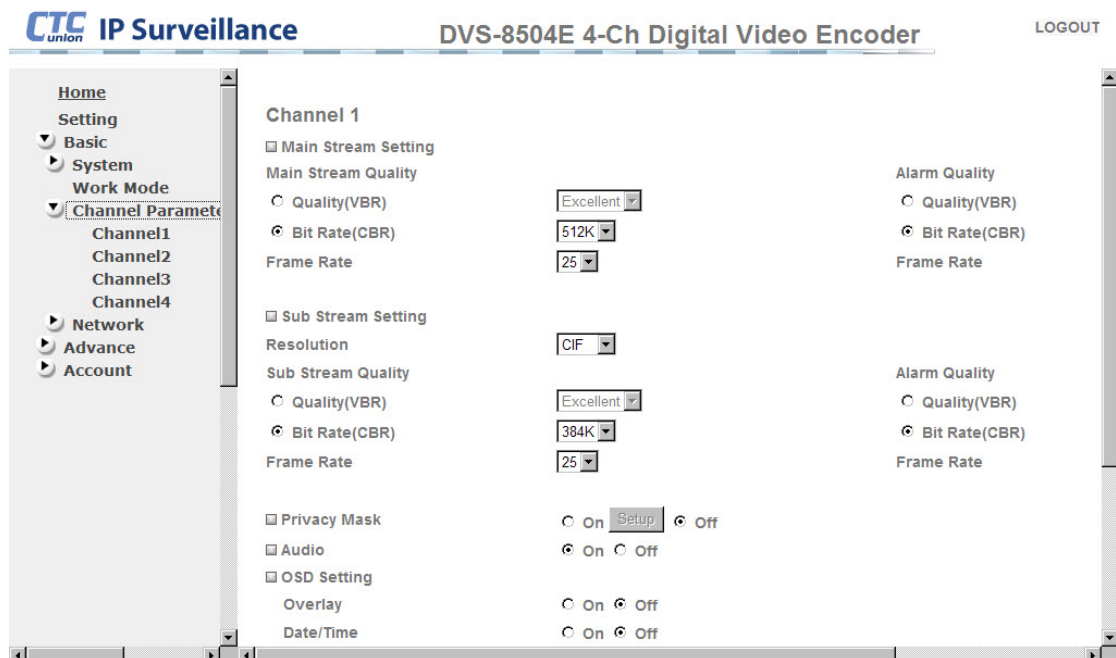 CTC union IP Surveillance
DVS-8504E 4-Ch Digital Video Encoder
LOGOUT
Home
Setting
Basic
System
Work Mode
Channel Paramete
Channel1
Channel2
Channel3
Channel4
Network
Advance
Account
Channel 1
Main Stream Setting
Main Stream Quality Alarm Quality
Quality(VBR) Excellent Quality(VBR)
Bit Rate(CBR) 512K Bit Rate(CBR)
Frame Rate 25 Frame Rate
Sub Stream Setting
Resolution CIF
Sub Stream Quality Alarm Quality
Quality(VBR) Excellent Quality(VBR)
Bit Rate(CBR) 384K Bit Rate(CBR)
Frame Rate 25 Frame Rate
Privacy Mask On Setup Off
Audio On Off
OSD Setting
Overlay On Off
Date/Time On Off